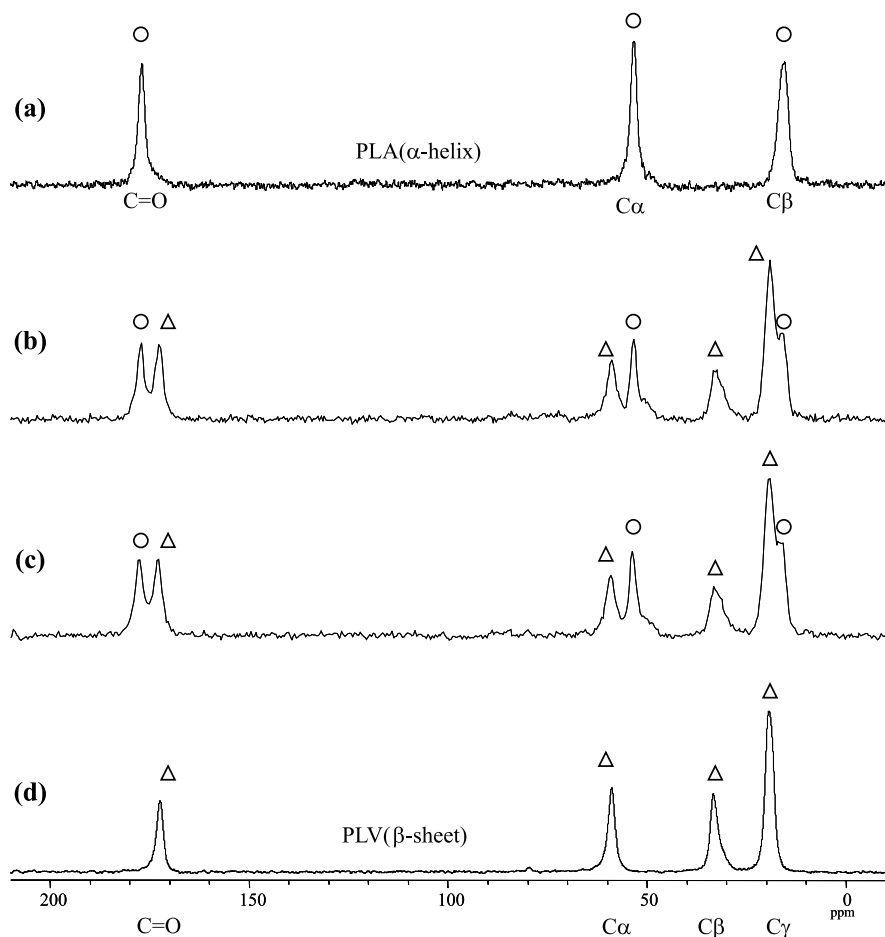 (a)
PLA(α-helix)
C=O
Cα
Cβ
(b)
(c)
(d)
PLV(β-sheet)
200
150
100
50
0
ppm
C=O
Cα
Cβ
Cγ